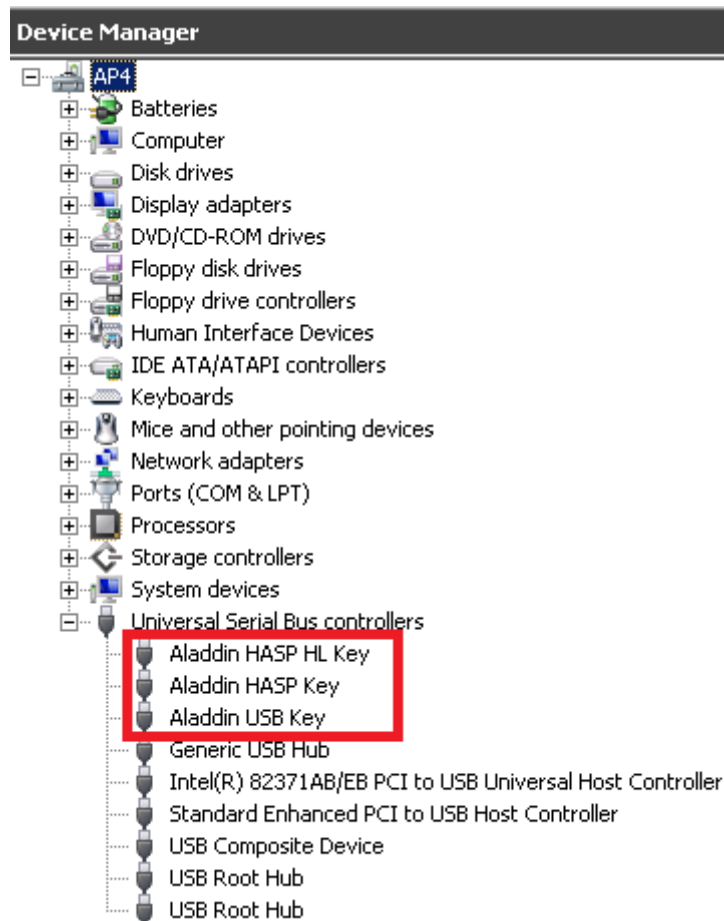 Device Manager
AP4
Batteries
Computer
Disk drives
Display adapters
DVD/CD-ROM drives
Floppy disk drives
Floppy drive controllers
Human Interface Devices
IDE ATA/ATAPI controllers
Keyboards
Mice and other pointing devices
Network adapters
Ports (COM & LPT)
Processors
Storage controllers
System devices
Universal Serial Bus controllers
Aladdin HASP HL Key
Aladdin HASP Key
Aladdin USB Key
Generic USB Hub
Intel(R) 82371AB/EB PCI to USB Universal Host Controller
Standard Enhanced PCI to USB Host Controller
USB Composite Device
USB Root Hub
USB Root Hub